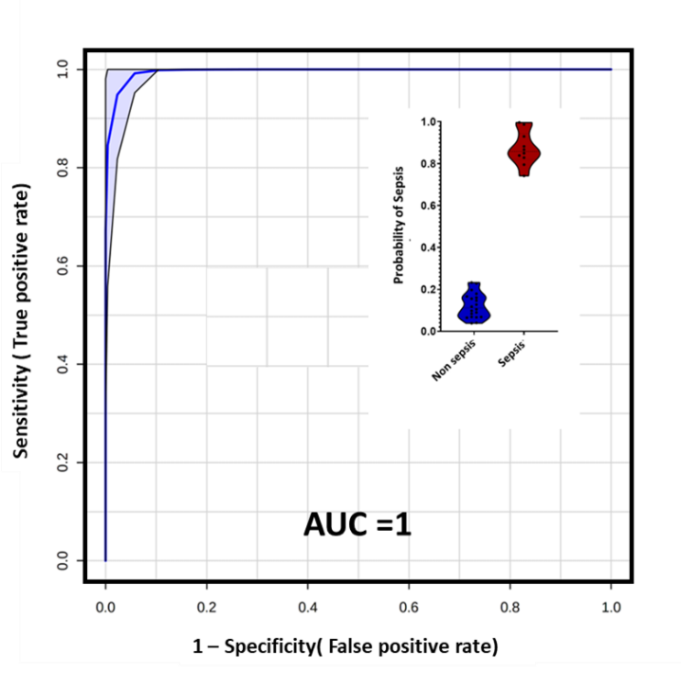 Sensitivity ( True positive rate)
1.0
0.8
0.6
0.4
0.2
0.0
Probability of Sepsis
1.0
0.8
0.6
0.4
0.2
0.0
Non sepsis
Sepsis
AUC =1
0.0 0.2 0.4 0.6 0.8 1.0
1 – Specificity( False positive rate)